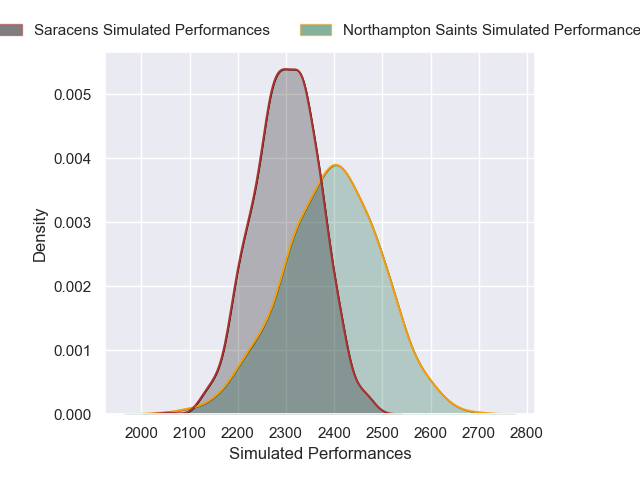 Saracens Simulated Performances
Northampton Saints Simulated Performance
0.005
0.004
0.003
0.002
0.001
0.000
Density
2000 2100 2200 2300 2400 2500 2600 2700 2800
Simulated Performances